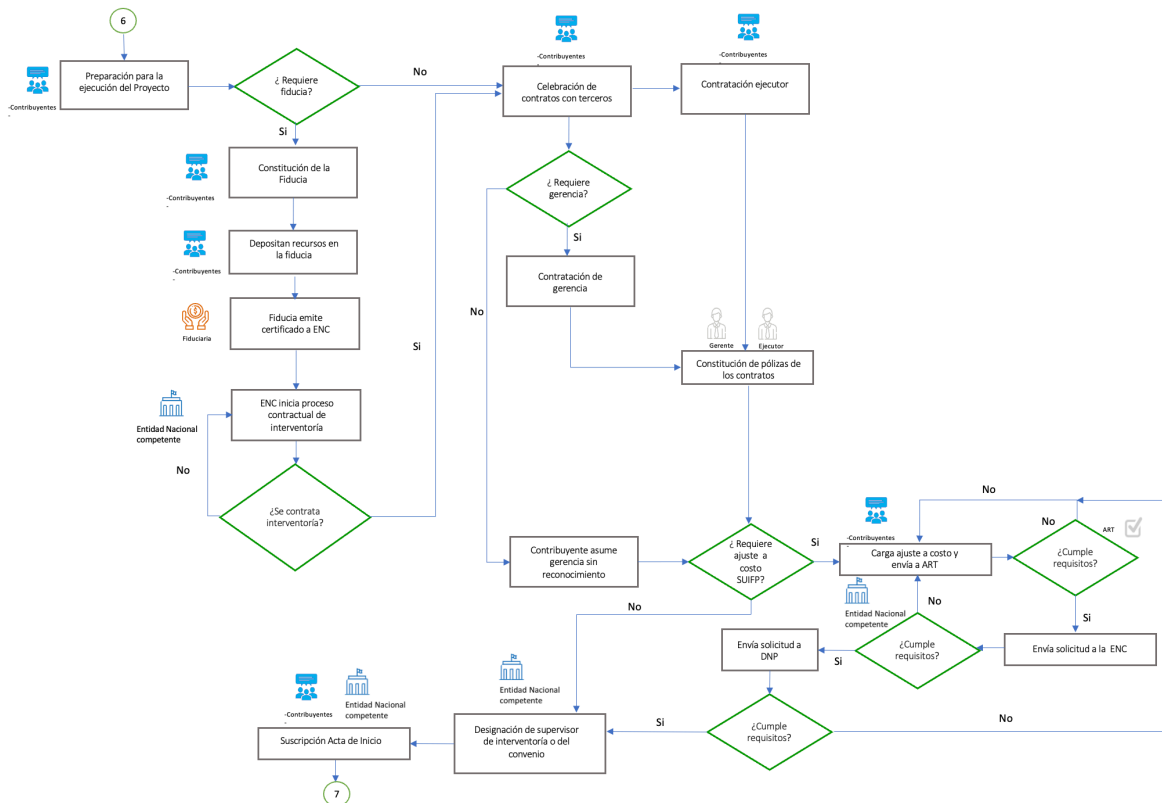 6
Preparación para la
ejecución del Proyecto
-Contribuyentes
-
¿ Requiere
fiducia?
No
Si
Constitución de la
Fiducia
-Contribuyentes
-
Depositan recursos en
la fiducia
-Contribuyentes
-
Fiducia emite
certificado a ENC
Fiduciaria
ENC inicia proceso
contractual de
interventoría
Entidad Nacional
competente
No
¿Se contrata
interventoría?
Si
-Contribuyentes
-
Celebración de
contratos con terceros
-Contribuyentes
-
Contratación ejecutor
¿ Requiere
gerencia?
Si
No
Contratación de
gerencia
Gerente
Ejecutor
Constitución de pólizas de
los contratos
Contribuyente asume
gerencia sin
reconocimiento
¿ Requiere
ajuste a
costo
SUIFP?
Si
No
-Contribuyentes
-
Carga ajuste a costo y
envía a ART
No
No
ART
¿Cumple
requisitos?
Si
Envía solicitud a la ENC
Entidad Nacional
competente
No
¿Cumple
requisitos?
Si
Envía solicitud a
DNP
¿Cumple
requisitos?
No
Si
Entidad Nacional
competente
Designación de supervisor
de interventoría o del
convenio
-Contribuyentes
-
Entidad Nacional
competente
Suscripción Acta de Inicio
7